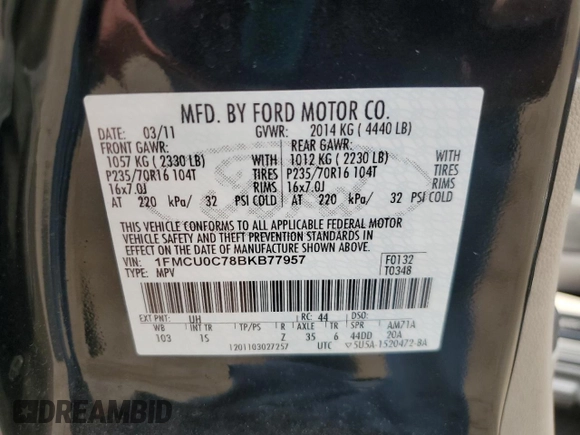 MFD. BY FORD MOTOR CO.
DATE: 03/11 GVWR: 2014 KG ( 4440 LB)
FRONT GAWR: REAR GAWR:
1057 KG ( 2330 LB) WITH 1012 KG ( 2230 LB) WITH
P235/70R16 104T TIRES P235/70R16 104T TIRES
16x7.0J RIMS 16x7.0J RIMS
AT 220 kPa/ 32 PSI COLD AT 220 kPa/ 32 PSI COLD
THIS VEHICLE CONFORMS TO ALL APPLICABLE FEDERAL MOTOR
VEHICLE SAFETY AND BUMPER STANDARDS IN EFFECT ON THE
DATE OF MANUFACTURE SHOWN ABOVE.
VIN: 1FMCU0C78BKB77957 F0132
TYPE: MPV T0348
EXT PNT: UH RC: 44 DSO:
WB INT TR TP/PS R AXLE TR SPR AM71A
103 15 Z 35 6 44DD 20A
1201103027257 UTC 5U5A-1520472-BA
DREAMBID